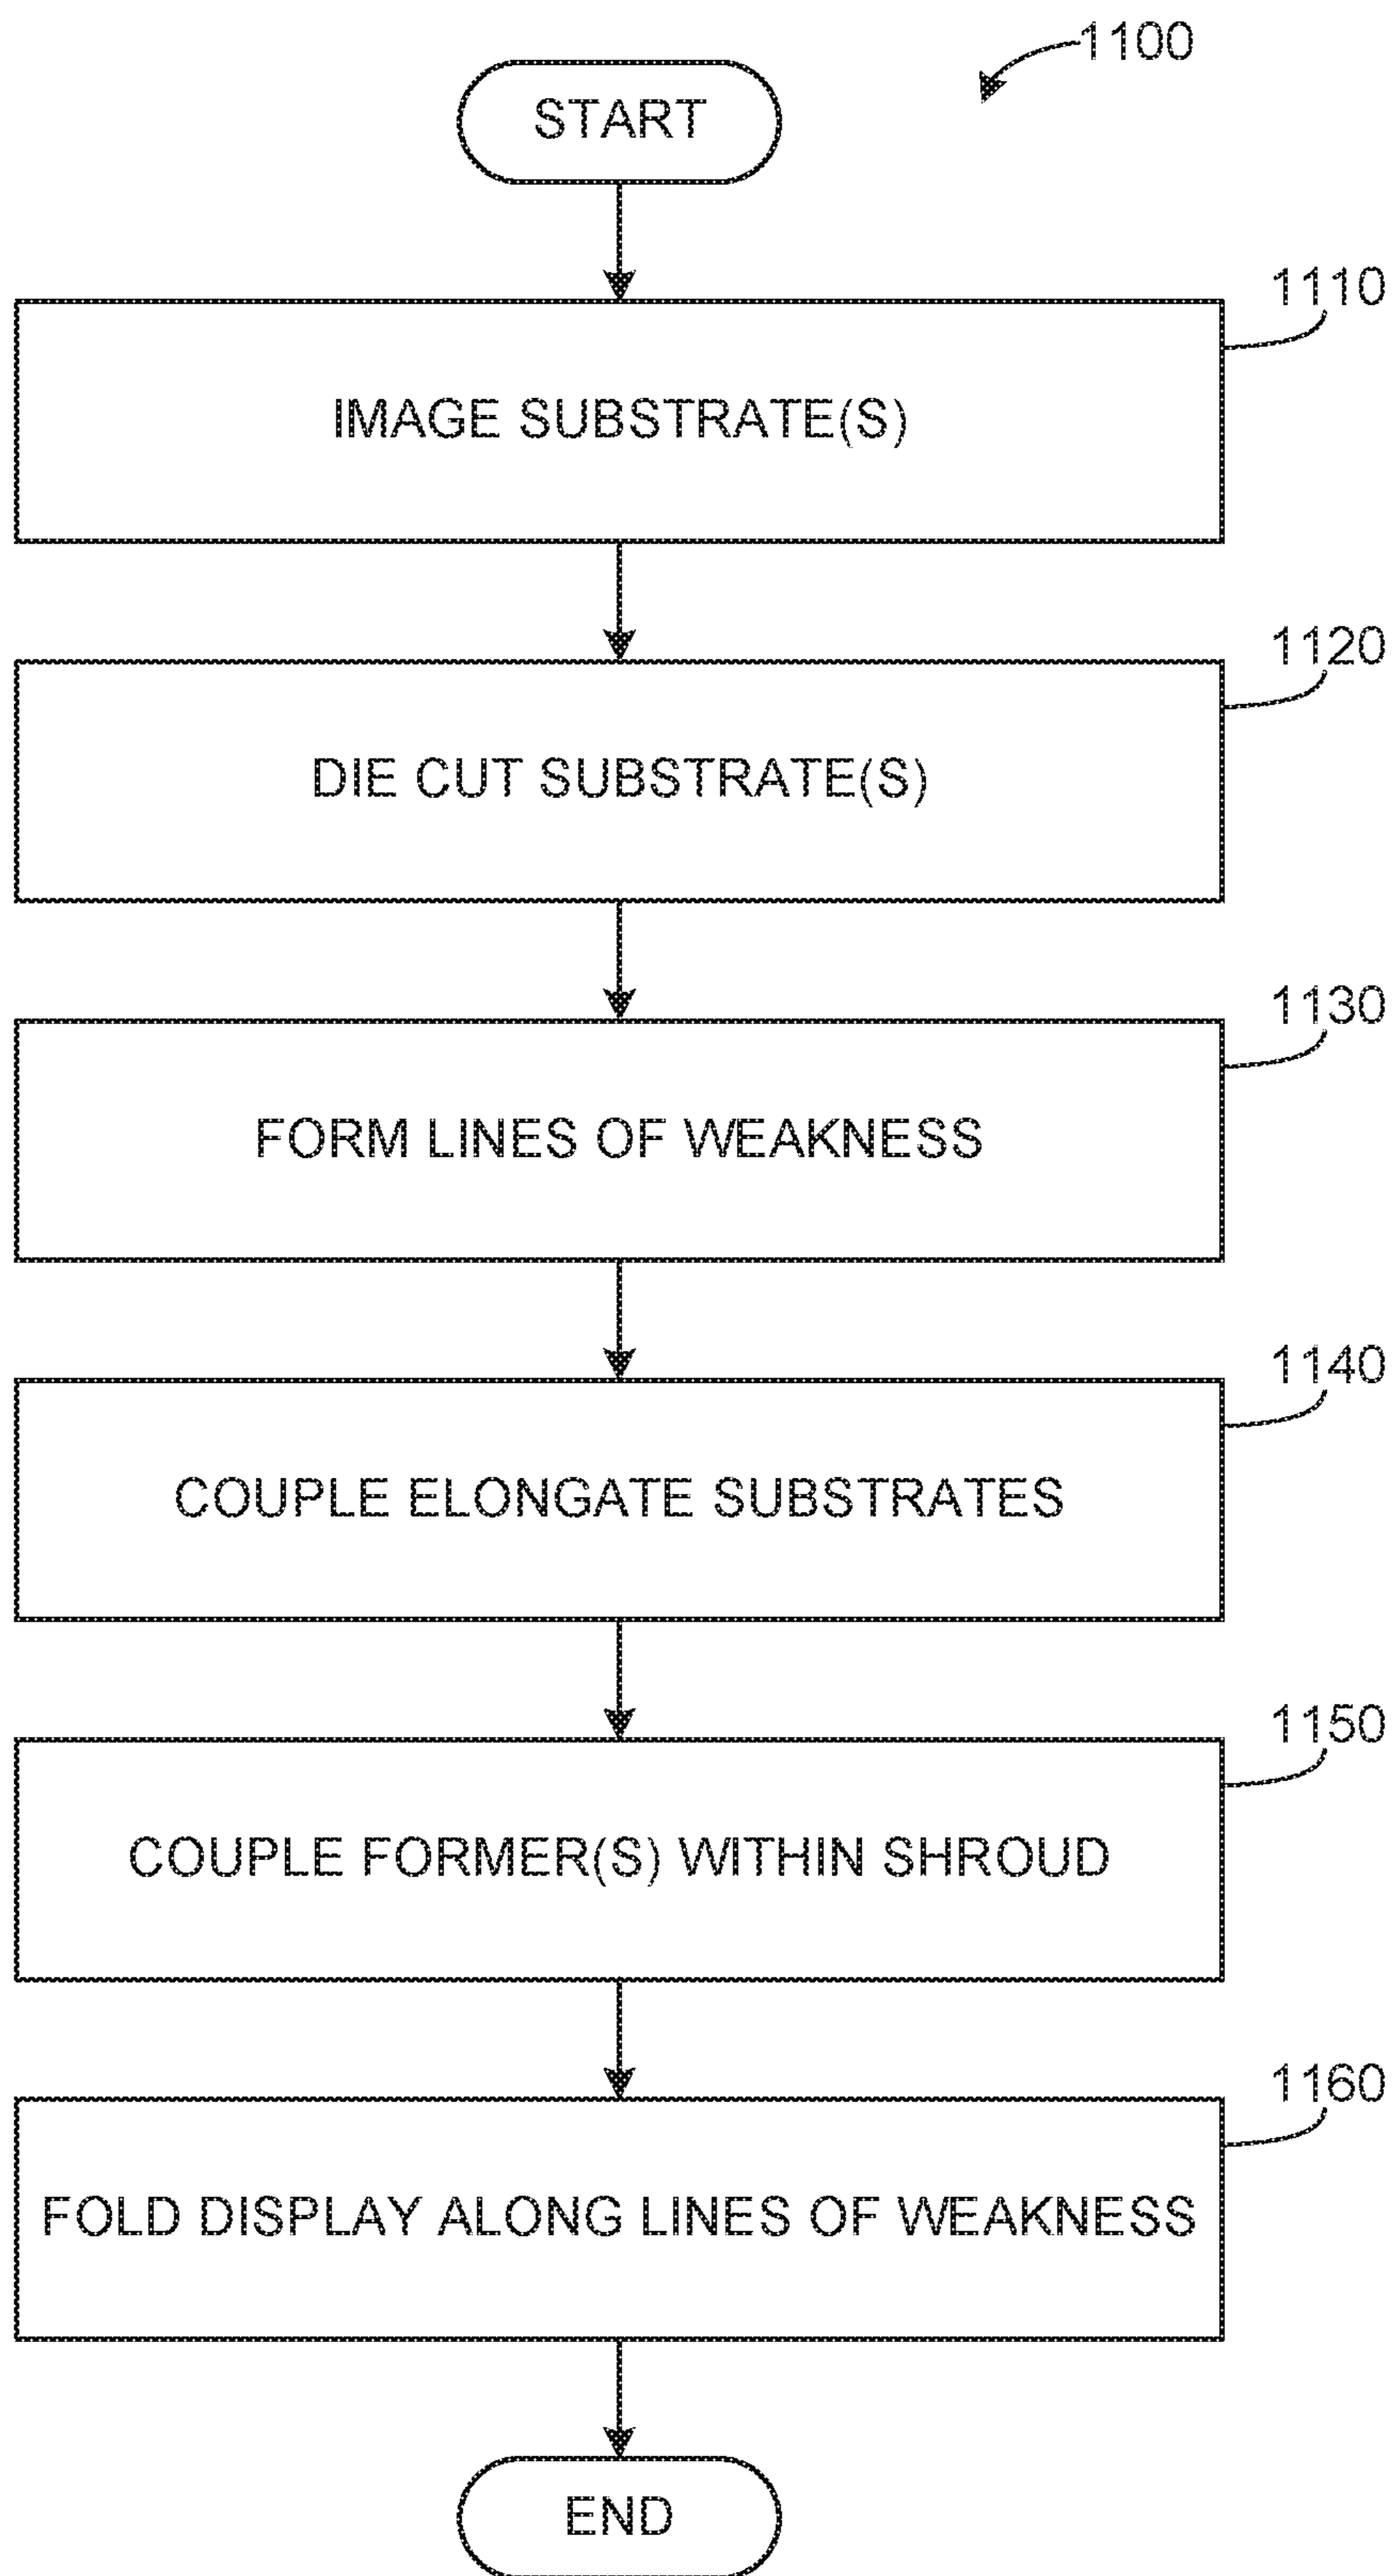 1100
START
1110
IMAGE SUBSTRATE(S)
1120
DIE CUT SUBSTRATE(S)
1130
FORM LINES OF WEAKNESS
1140
COUPLE ELONGATE SUBSTRATES
1150
COUPLE FORMER(S) WITHIN SHROUD
1160
FOLD DISPLAY ALONG LINES OF WEAKNESS
END